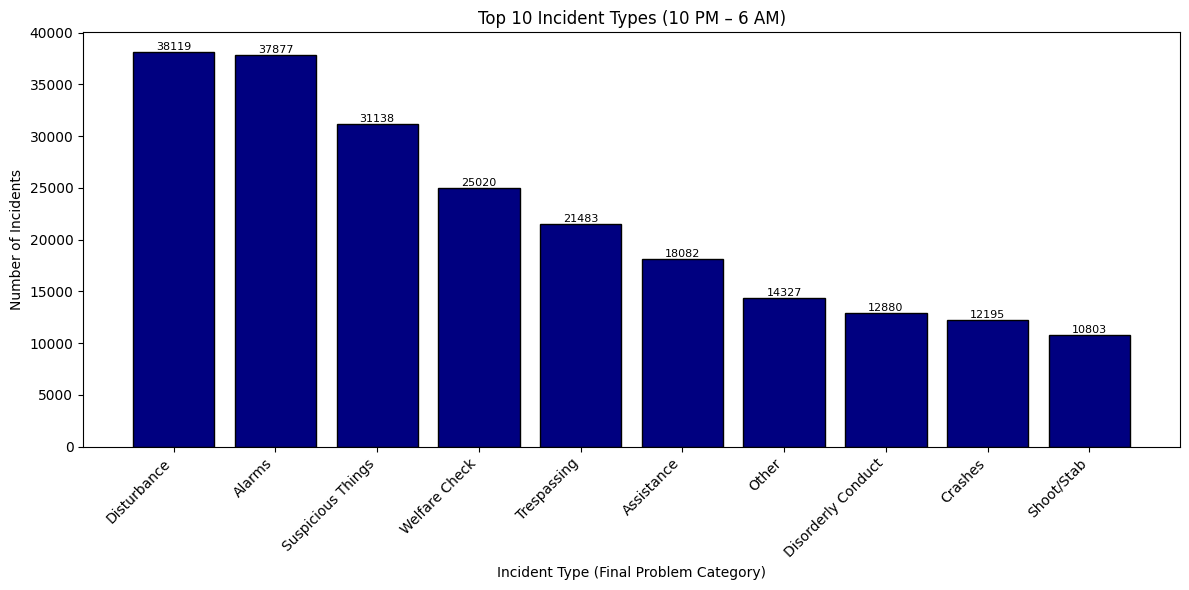 Top 10 Incident Types (10 PM – 6 AM)
Number of Incidents
40000
35000
30000
25000
20000
15000
10000
5000
0
38119
37877
31138
25020
21483
18082
14327
12880
12195
10803
Disturbance
Alarms
Suspicious Things
Welfare Check
Trespassing
Assistance
Other
Disorderly Conduct
Crashes
Shoot/Stab
Incident Type (Final Problem Category)